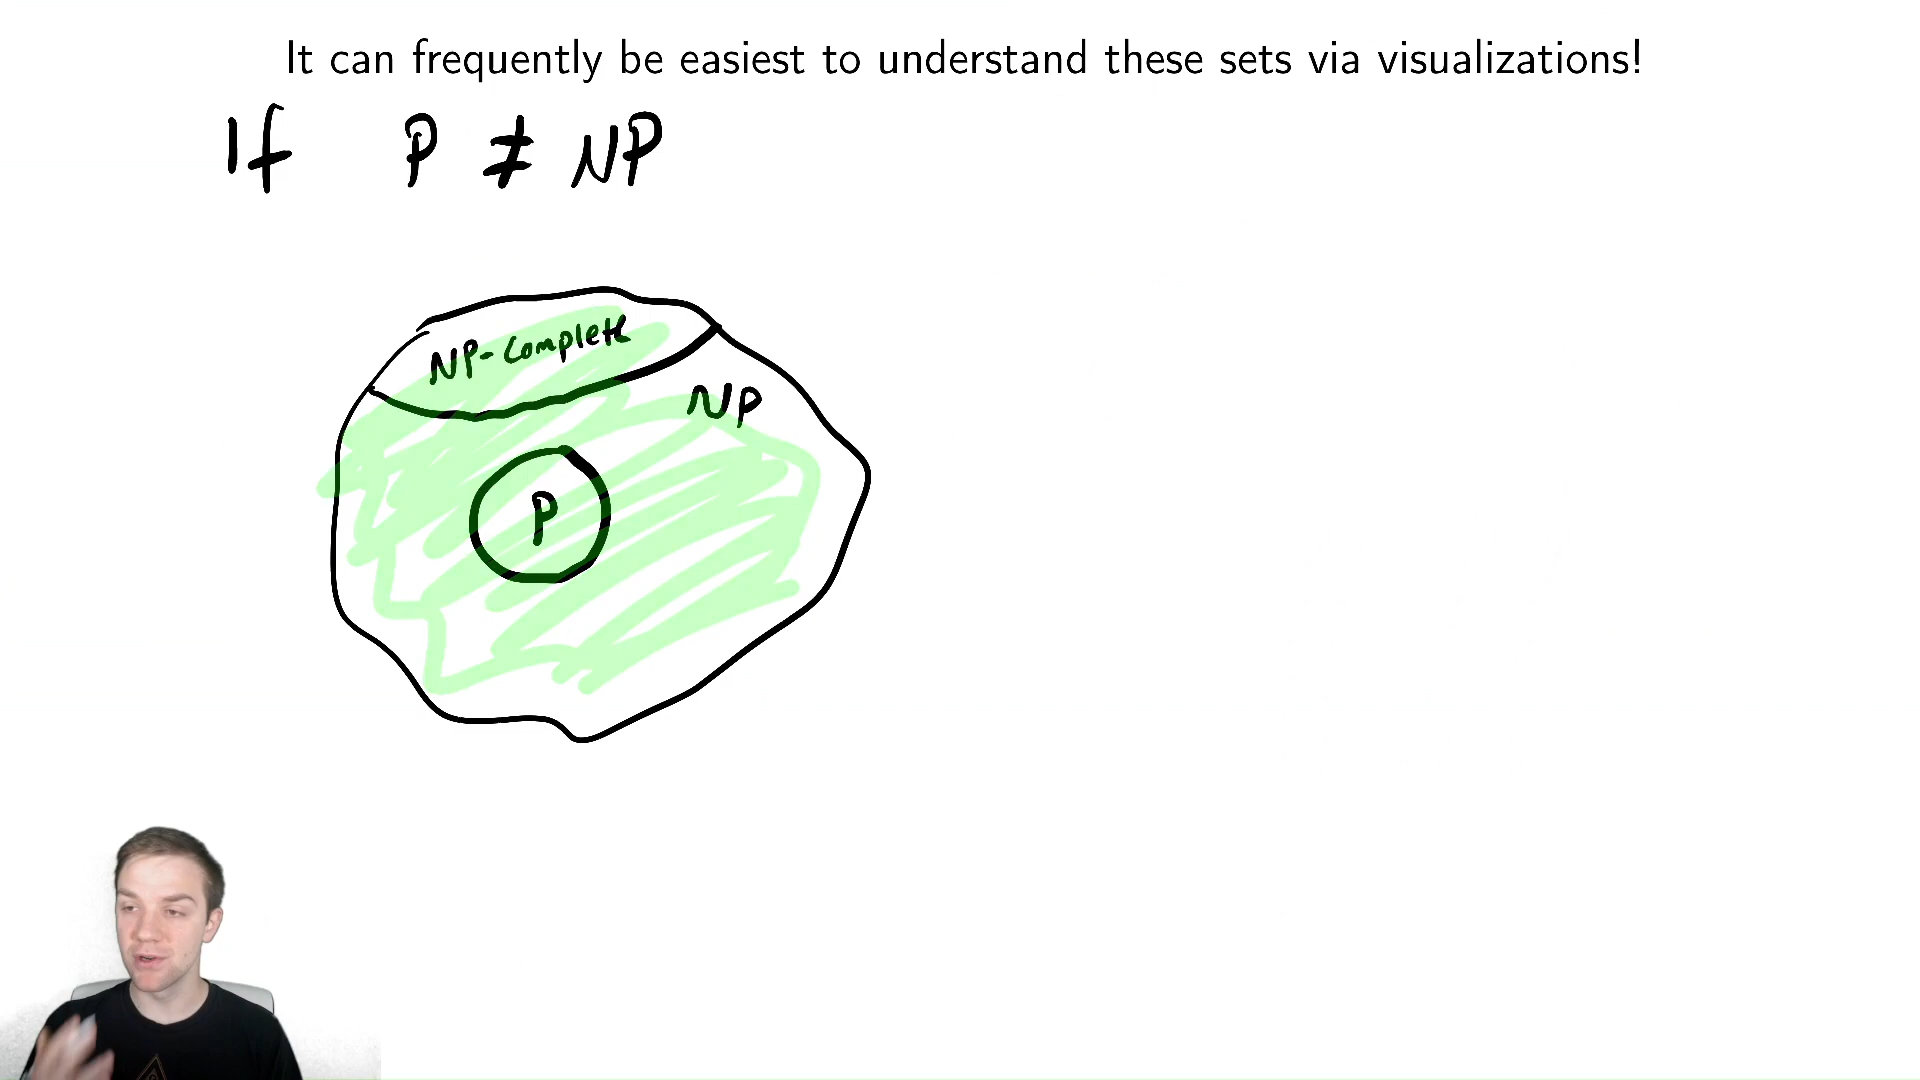 It can frequently be easiest to understand these sets via visualizations!
If P ≠ NP
NP-Complete
NP
P